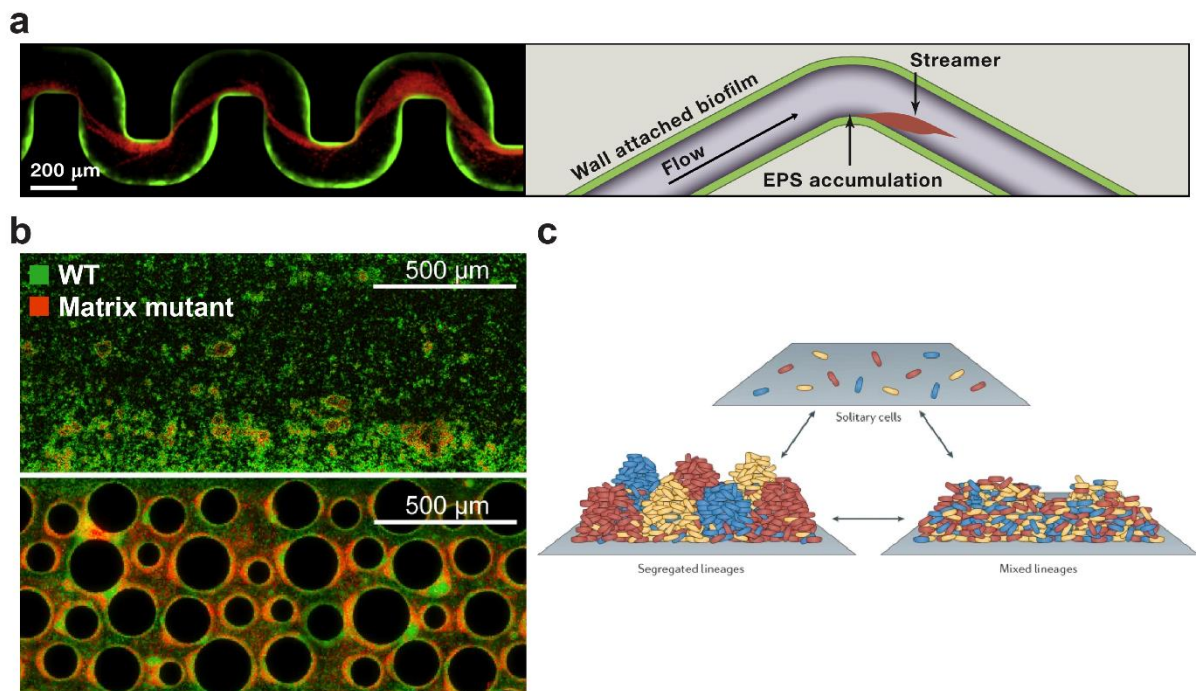 a
200 µm
Wall attached biofilm
Flow
Streamer
EPS accumulation
b
WT
Matrix mutant
500 µm
500 µm
c
Solitary cells
Segregated lineages
Mixed lineages